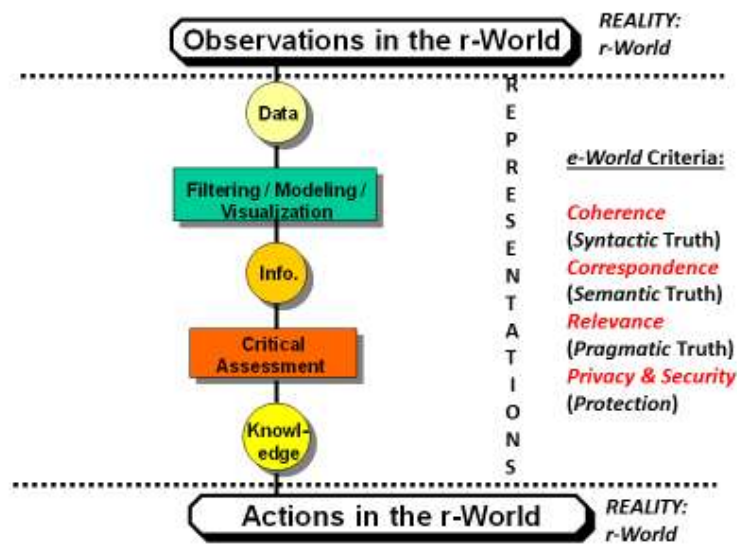 Observations in the r-World
REALITY:
r-World
Data
Filtering / Modeling /
Visualization
Info.
Critical
Assessment
Knowl-
edge
REPRESENTATIONS
e-World Criteria:
Coherence
(Syntactic Truth)
Correspondence
(Semantic Truth)
Relevance
(Pragmatic Truth)
Privacy & Security
(Protection)
Actions in the r-World
REALITY:
r-World